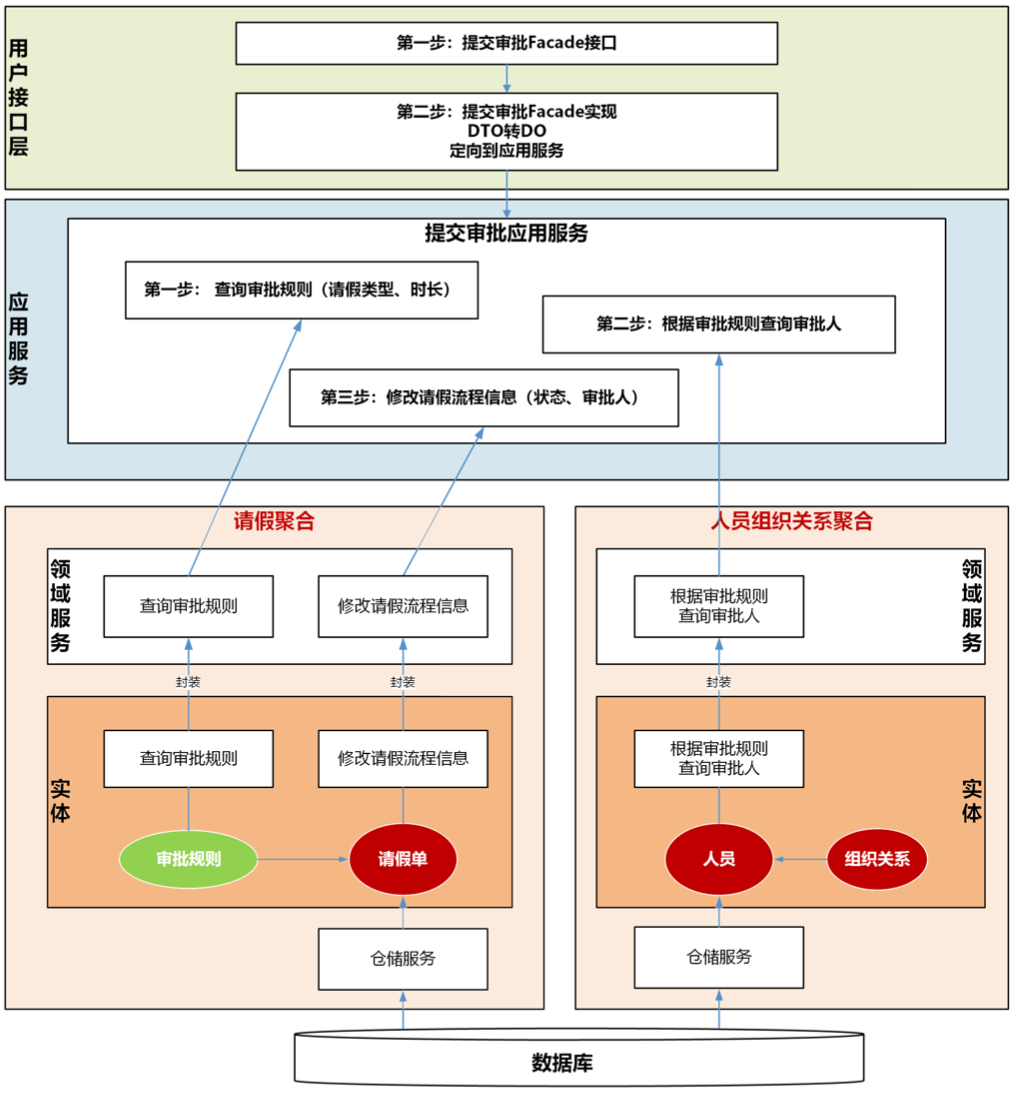 用户接口层
第一步：提交审批Facade接口
第二步：提交审批Facade实现
DTO转DO
定向到应用服务
应用服务
提交审批应用服务
第一步： 查询审批规则（请假类型、时长）
第二步：根据审批规则查询审批人
第三步：修改请假流程信息（状态、审批人）
请假聚合
领域服务
查询审批规则
修改请假流程信息
封装
封装
实体
查询审批规则
修改请假流程信息
审批规则
请假单
仓储服务
人员组织关系聚合
领域服务
根据审批规则
查询审批人
封装
实体
根据审批规则
查询审批人
人员
组织关系
仓储服务
数据库